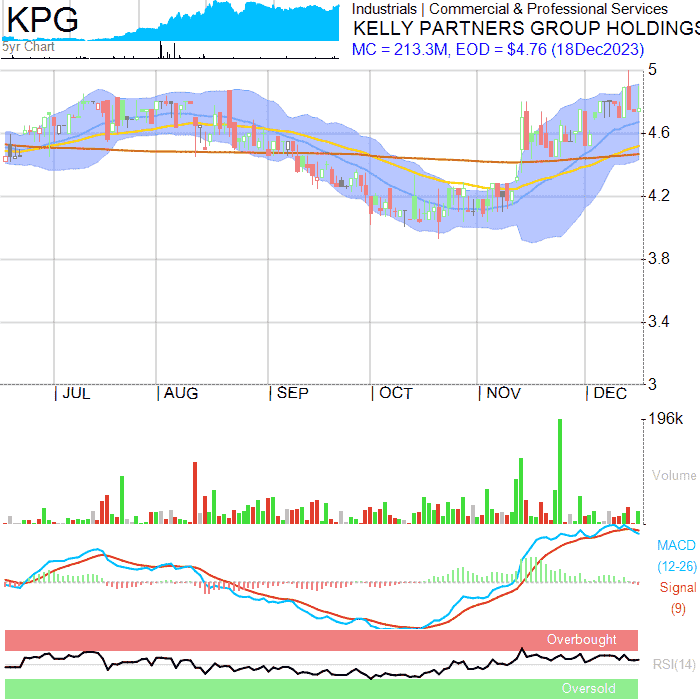 KPG
5yr Chart
Industrials | Commercial & Professional Services
KELLY PARTNERS GROUP HOLDINGS
MC = 213.3M, EOD = $4.76 (18Dec2023)
5
4.6
4.2
3.8
3.4
3
JUL AUG SEP OCT NOV DEC
196k
Volume
MACD
(12-26)
Signal
(9)
Overbought
RSI(14)
Oversold